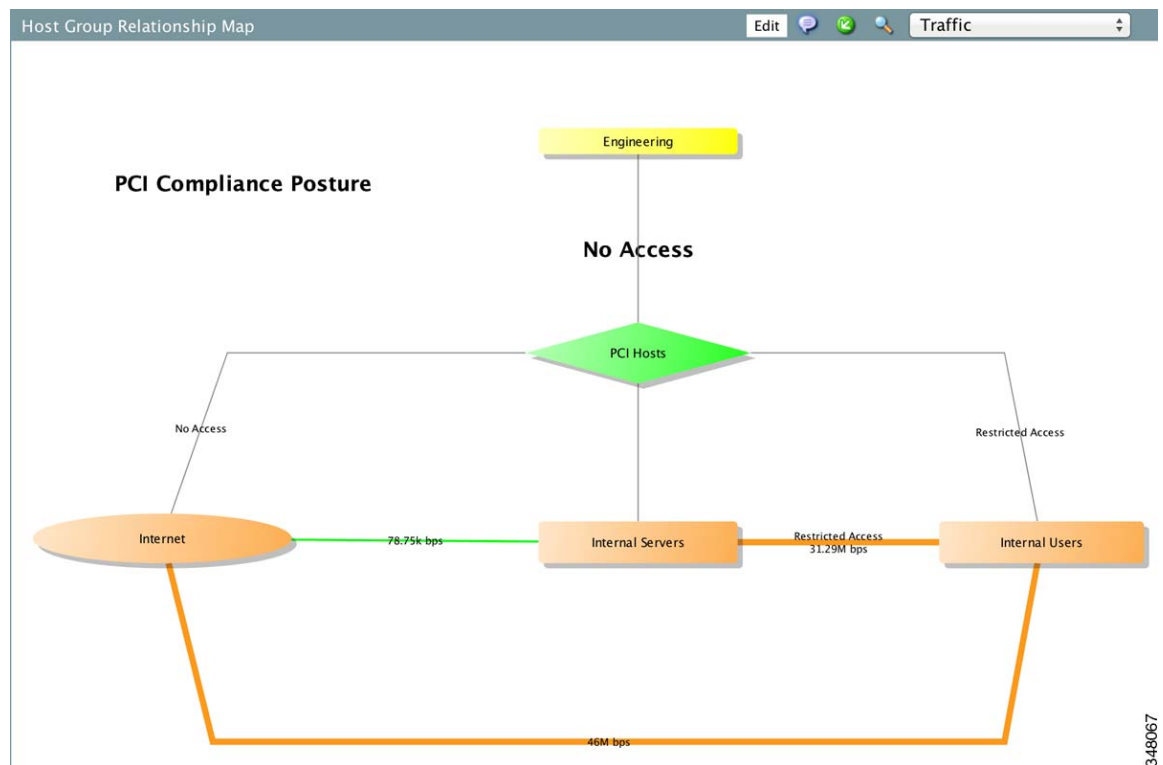 Host Group Relationship Map
Edit
Traffic
Engineering
PCI Compliance Posture
No Access
PCI Hosts
No Access
Restricted Access
Internet
78.75k bps
Internal Servers
Restricted Access
31.29M bps
Internal Users
46M bps
348067